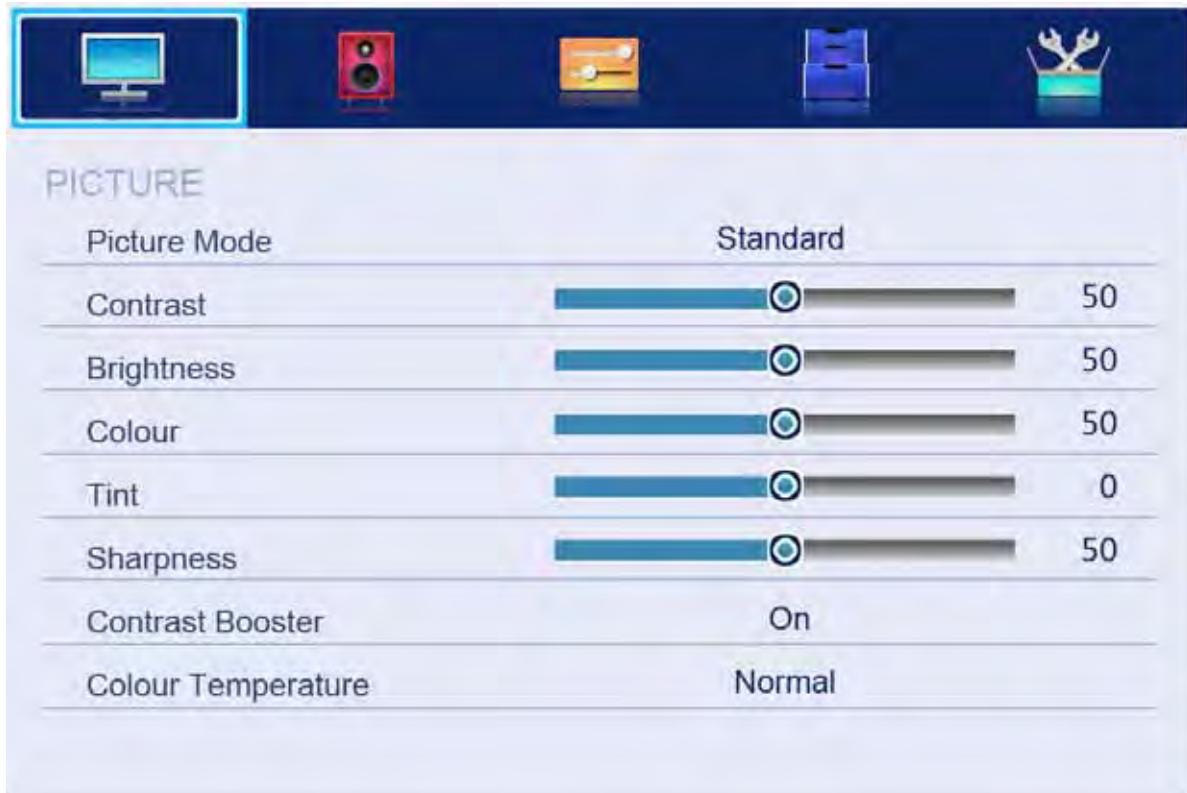 PICTURE
Picture Mode Standard
Contrast 50
Brightness 50
Colour 50
Tint 0
Sharpness 50
Contrast Booster On
Colour Temperature Normal